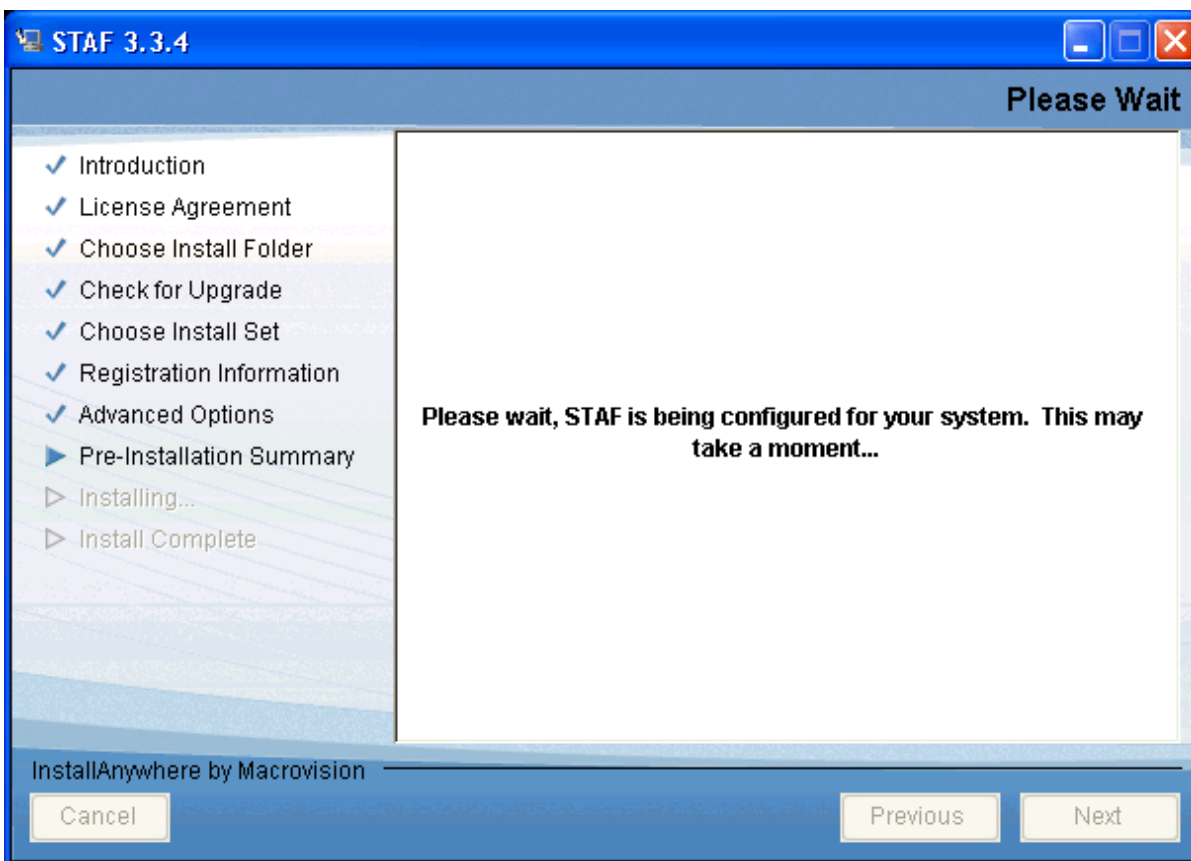 STAF 3.3.4
Please Wait
Introduction
License Agreement
Choose Install Folder
Check for Upgrade
Choose Install Set
Registration Information
Advanced Options
Pre-Installation Summary
Installing...
Install Complete
Please wait, STAF is being configured for your system. This may
take a moment...
InstallAnywhere by Macrovision
Cancel
Previous
Next